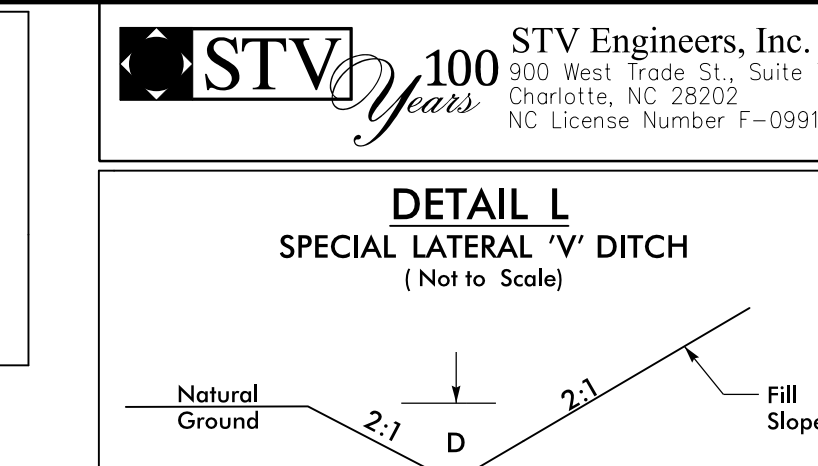 STV
100
Years
STV Engineers, Inc.
900 West Trade St., Suite
Charlotte, NC 28202
NC License Number F-0991
DETAIL L
SPECIAL LATERAL 'V' DITCH
( Not to Scale)
Natural
Ground
2:1
D
2:1
Fill
Slope